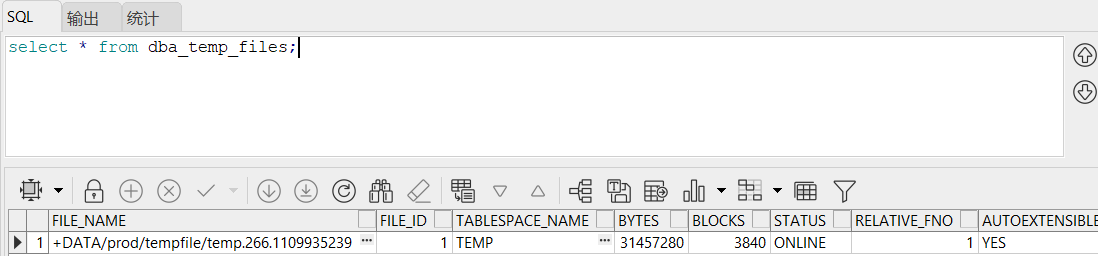 SQL 输出 统计
select * from dba_temp_files;
FILE_NAME FILE_ID TABLESPACE_NAME BYTES BLOCKS STATUS RELATIVE_FNO AUTOEXTENSIBLE
1 +DATA/prod/tempfile/temp.266.1109935239 ••• 1 TEMP ••• 31457280 3840 ONLINE 1 YES